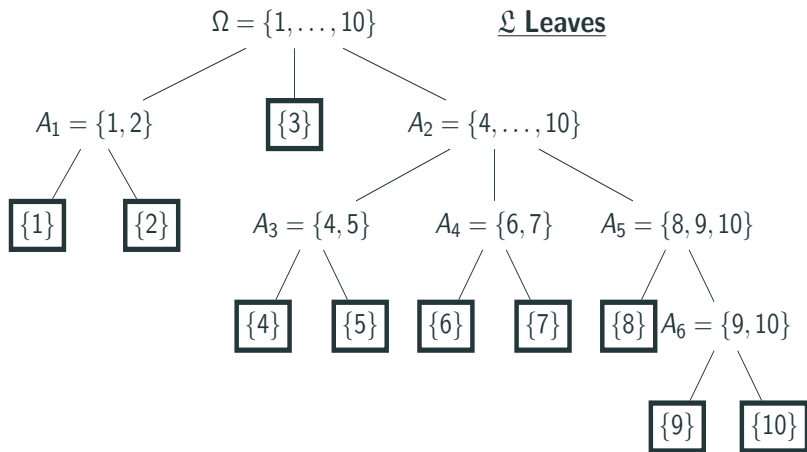 Ω = {1, . . . , 10}
𝔏 Leaves
A₁ = {1, 2}
{3}
A₂ = {4, . . . , 10}
{1}
{2}
A₃ = {4, 5}
A₄ = {6, 7}
A₅ = {8, 9, 10}
{4}
{5}
{6}
{7}
{8}
A₆ = {9, 10}
{9}
{10}